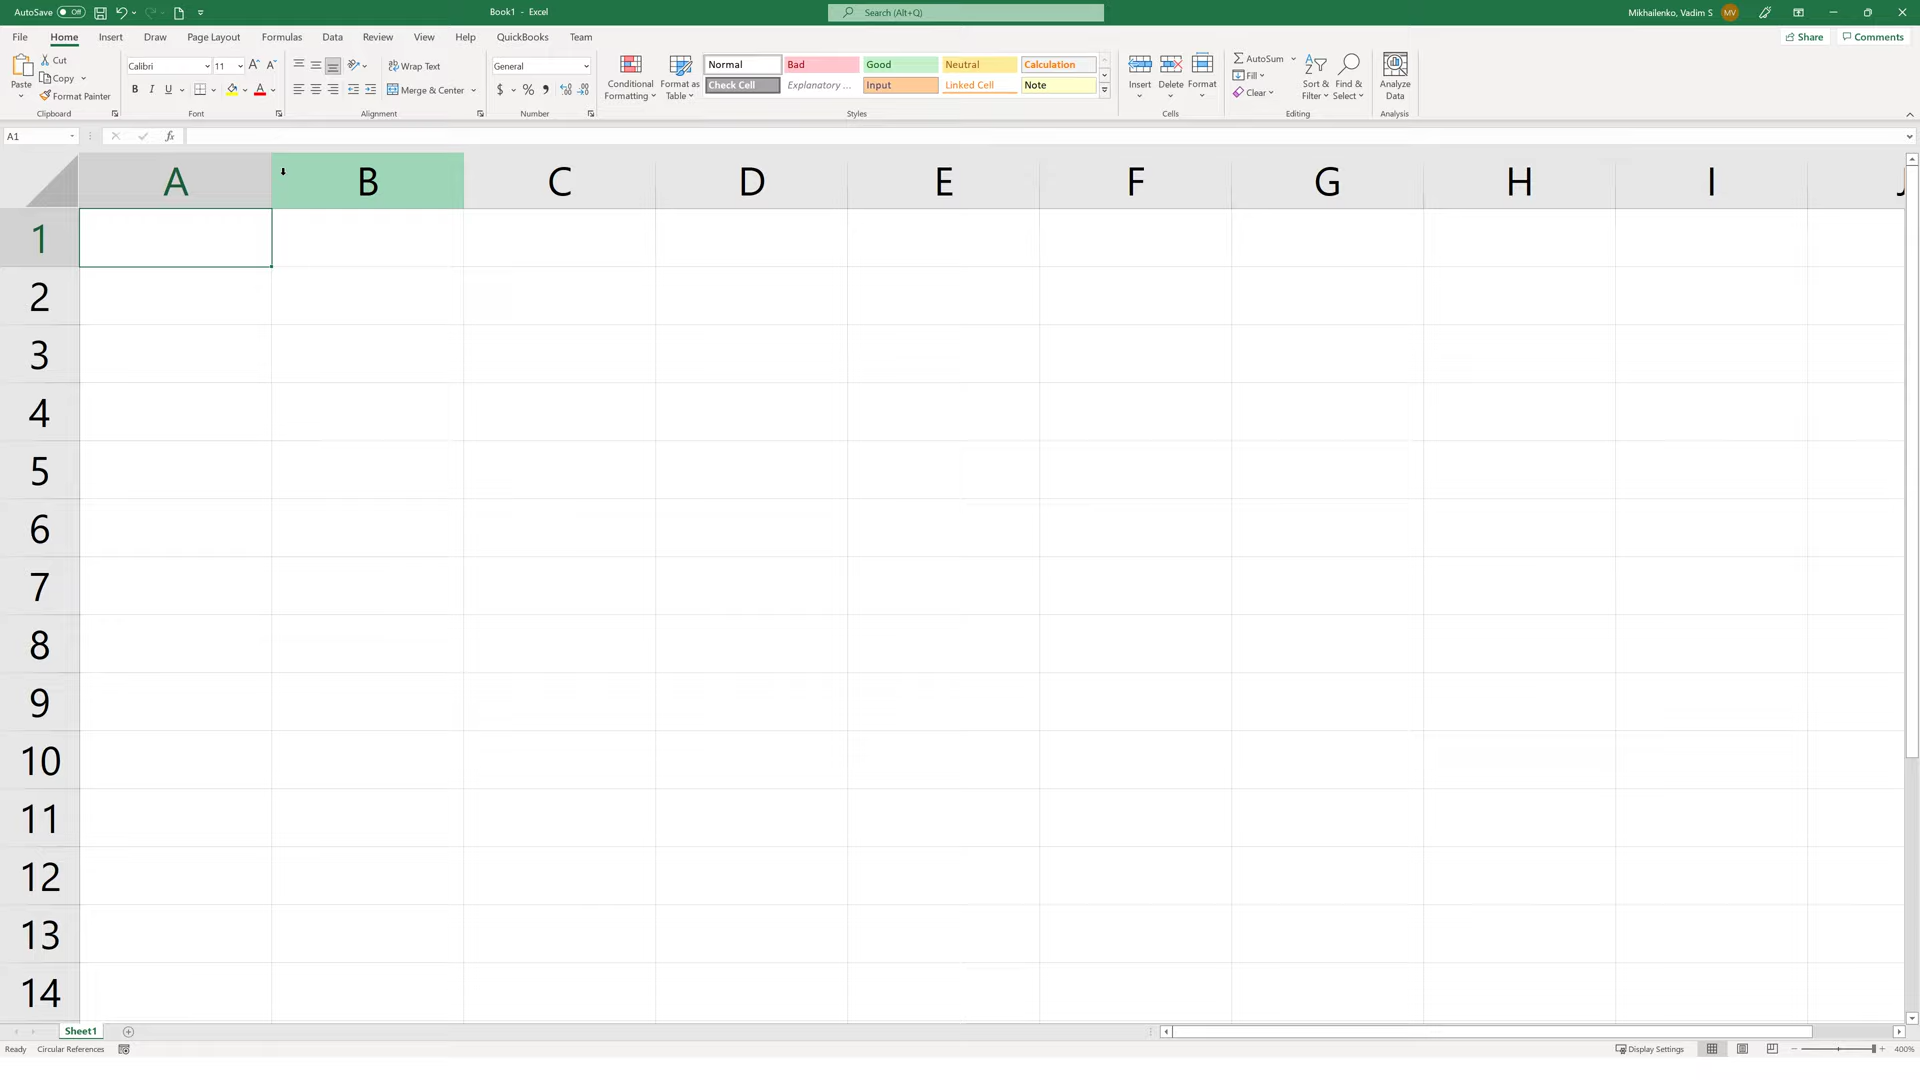 AutoSave Off Book1 - Excel Search (Alt+Q) Mikhailenko, Vadim S MV
File Home Insert Draw Page Layout Formulas Data Review View Help QuickBooks Team Share Comments
Paste
Cut
Copy
Format Painter
Clipboard
Calibri 11
B I U
Font
Wrap Text
Merge & Center
Alignment
General
$ % ,
Number
Conditional
Formatting
Format as
Table
Normal Bad Good Neutral Calculation
Check Cell Explanatory ... Input Linked Cell Note
Styles
Insert Delete Format
Cells
AutoSum
Fill
Clear
Sort &
Filter
Find &
Select
Editing
Analyze
Data
Analysis
A1 fx
A B C D E F G H I J
1
2
3
4
5
6
7
8
9
10
11
12
13
14
Sheet1
Ready Circular References Display Settings 400%